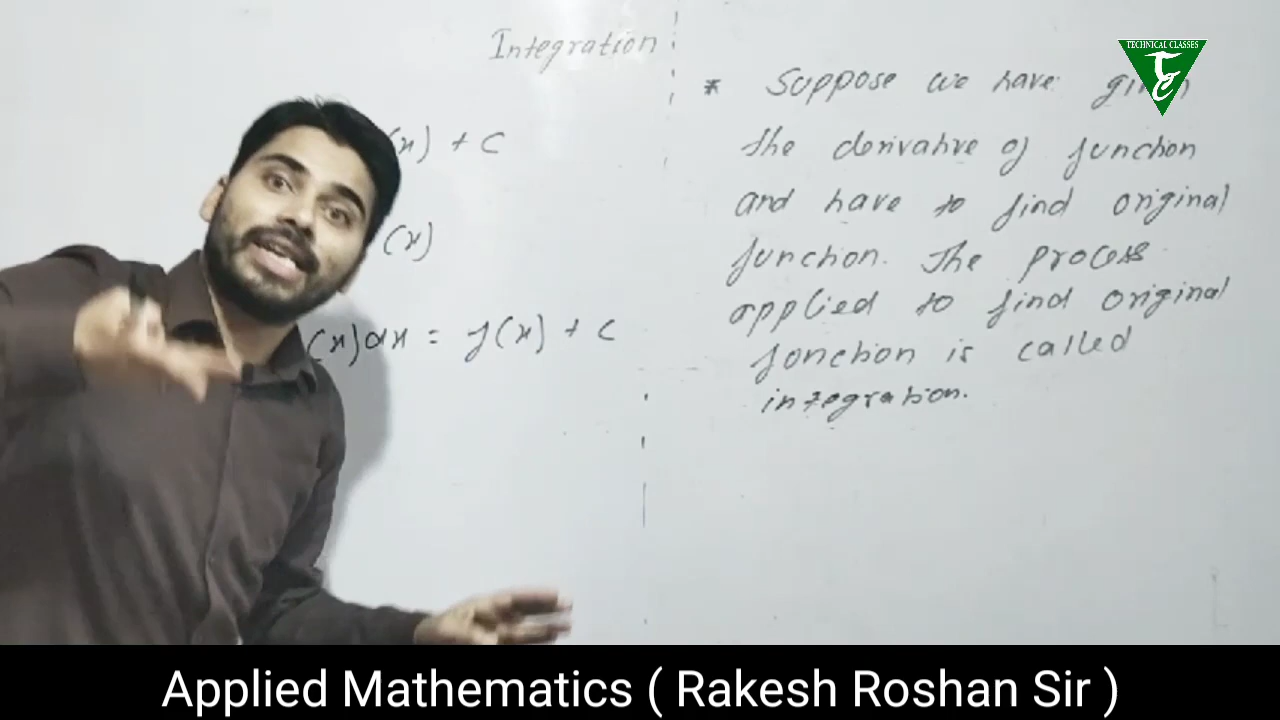 Integration
(x) + c
(x)
(x)dx = f(x) + c
* Suppose we have given
the derivative of function
and have to find original
function. The process
applied to find original
function is called
integration.
TECHNICAL CLASSES
Applied Mathematics ( Rakesh Roshan Sir )